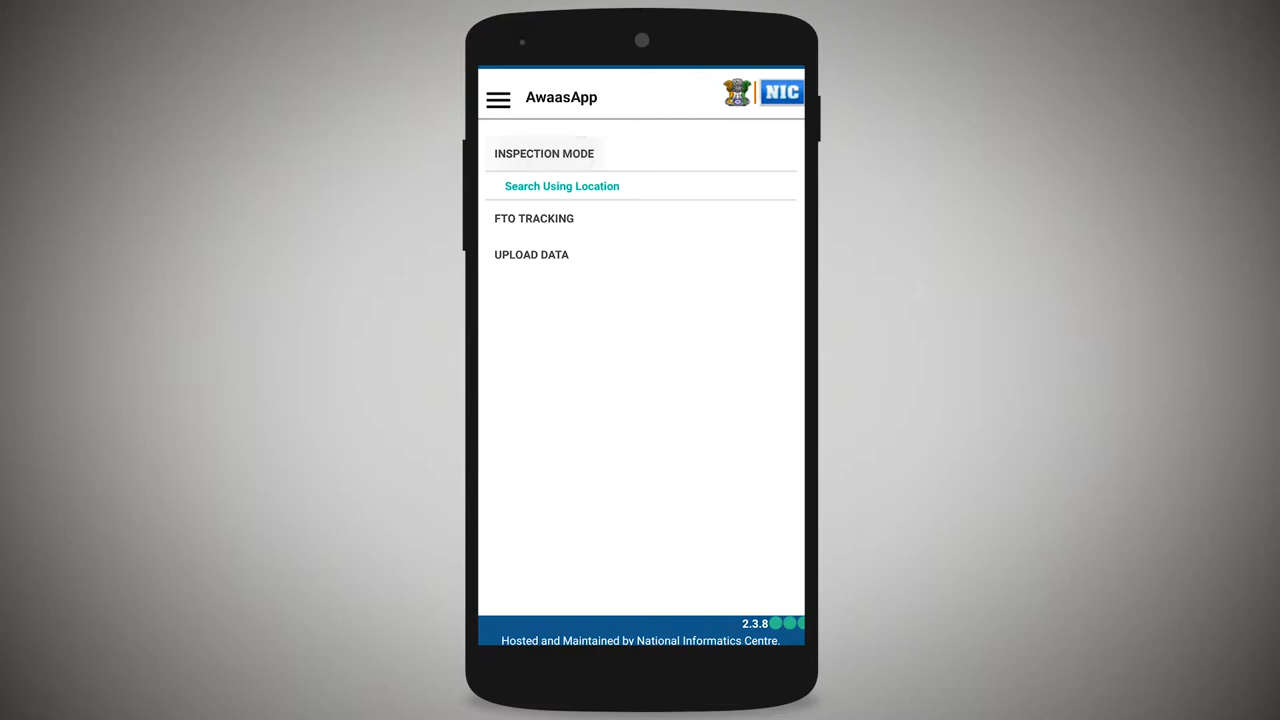 AwaasApp
NIC
INSPECTION MODE
Search Using Location
FTO TRACKING
UPLOAD DATA
2.3.8
Hosted and Maintained by National Informatics Centre.